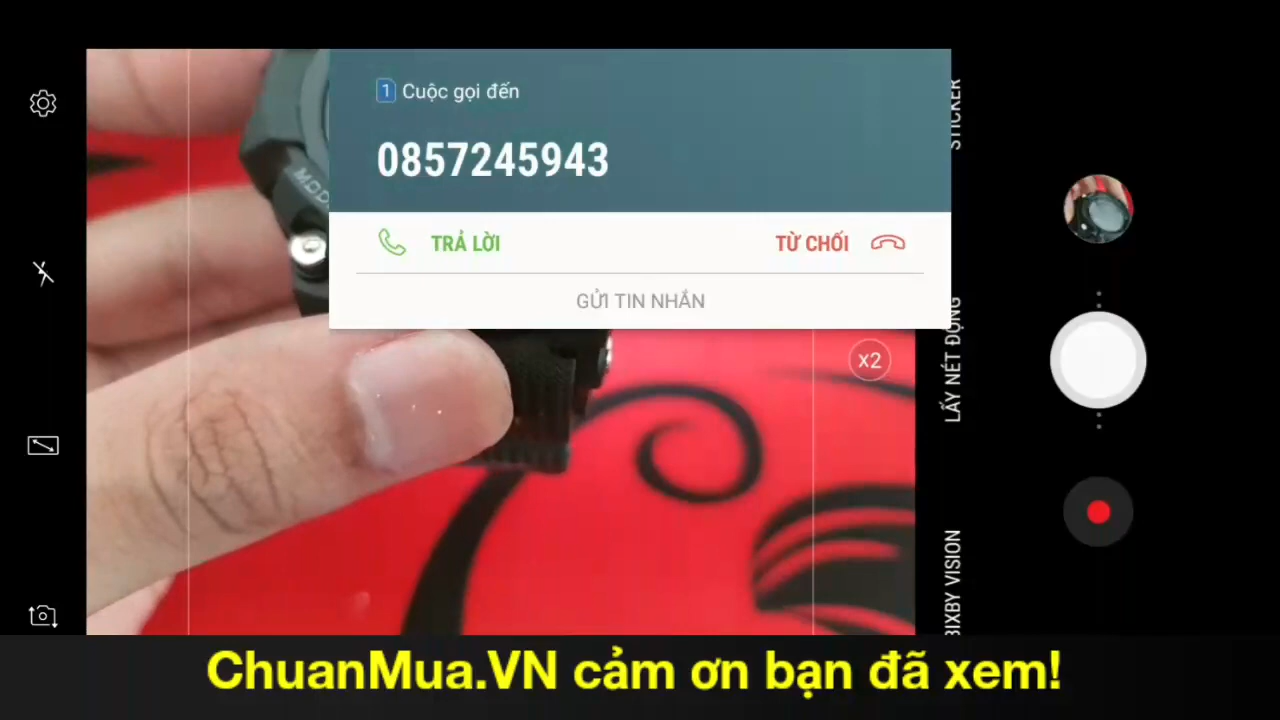 1 Cuộc gọi đến
0857245943
TRẢ LỜI
TỪ CHỐI
GỬI TIN NHẮN
x2
STICKER
LẤY NÉT ĐỘNG
BIXBY VISION
ChuanMua.VN cảm ơn bạn đã xem!